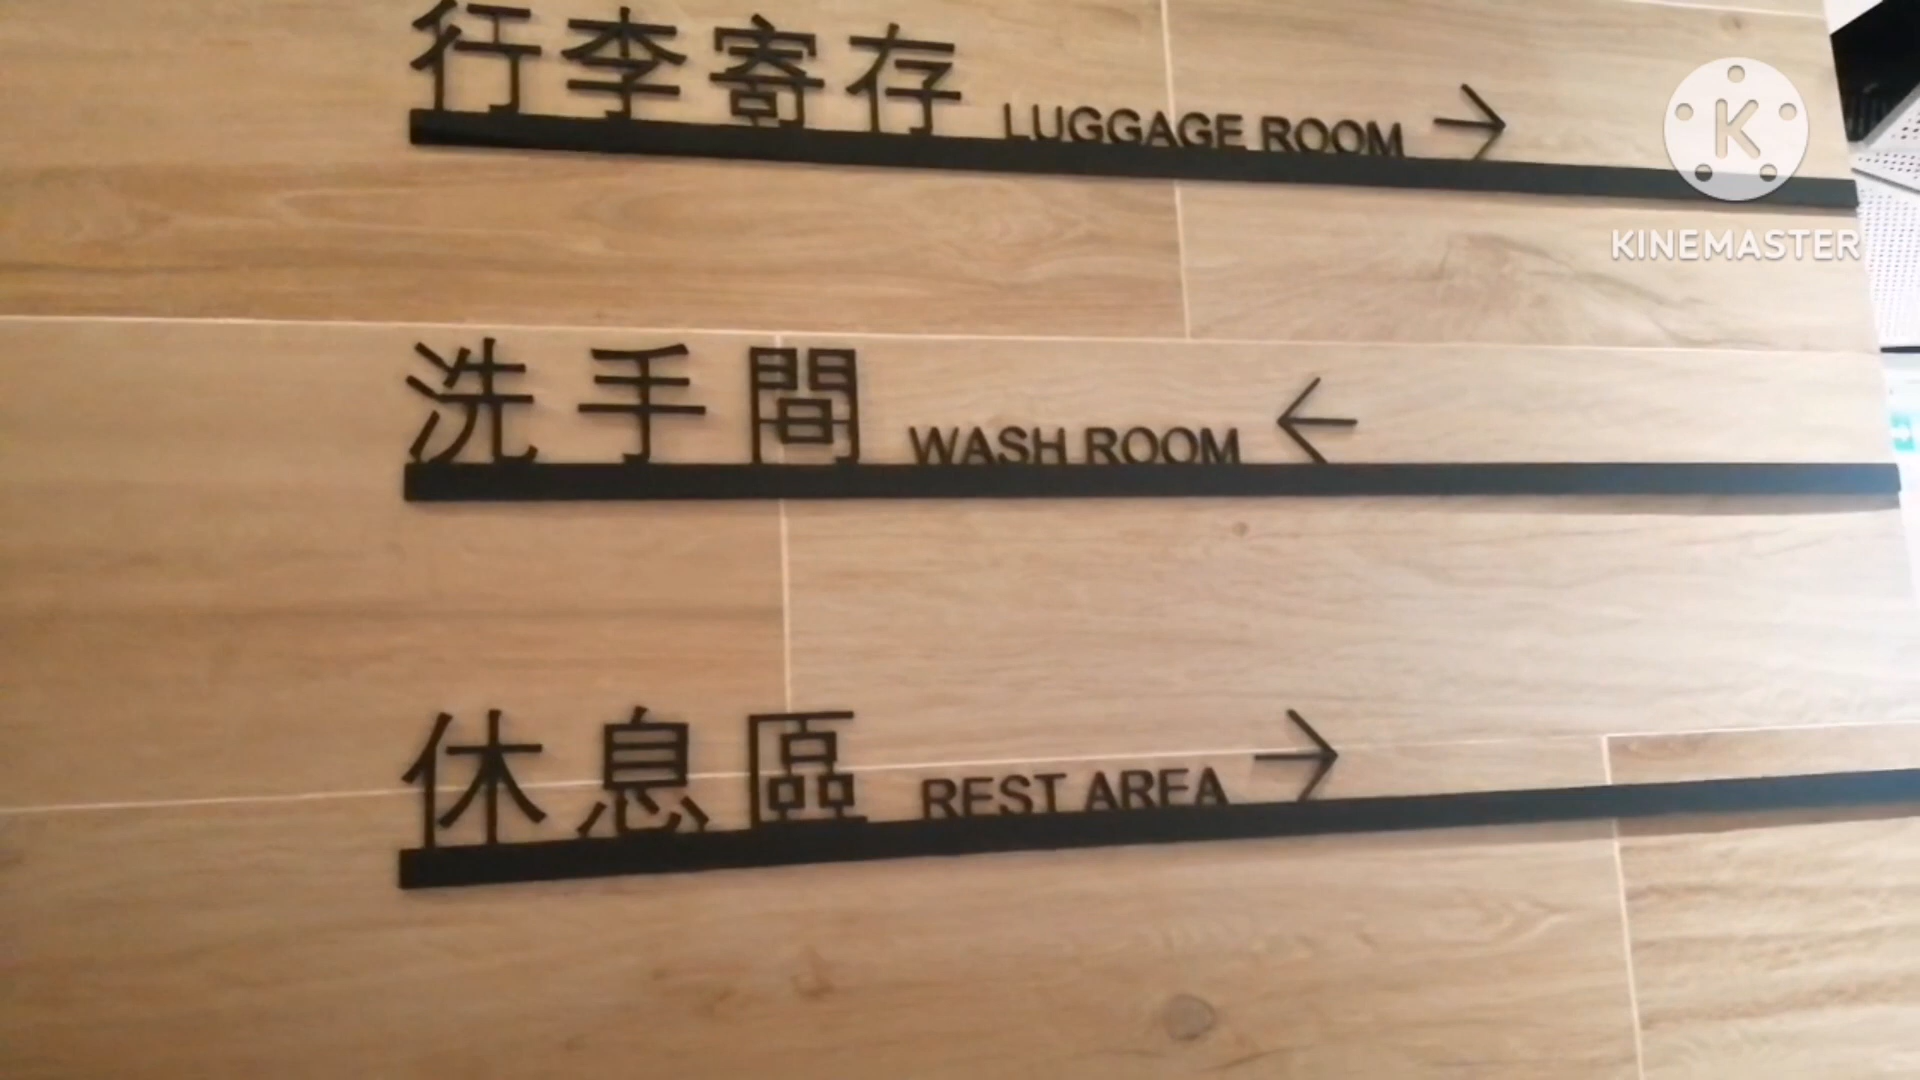 行李寄存 LUGGAGE ROOM →
洗手間 WASH ROOM ←
休息區 REST AREA →
K
KINEMASTER